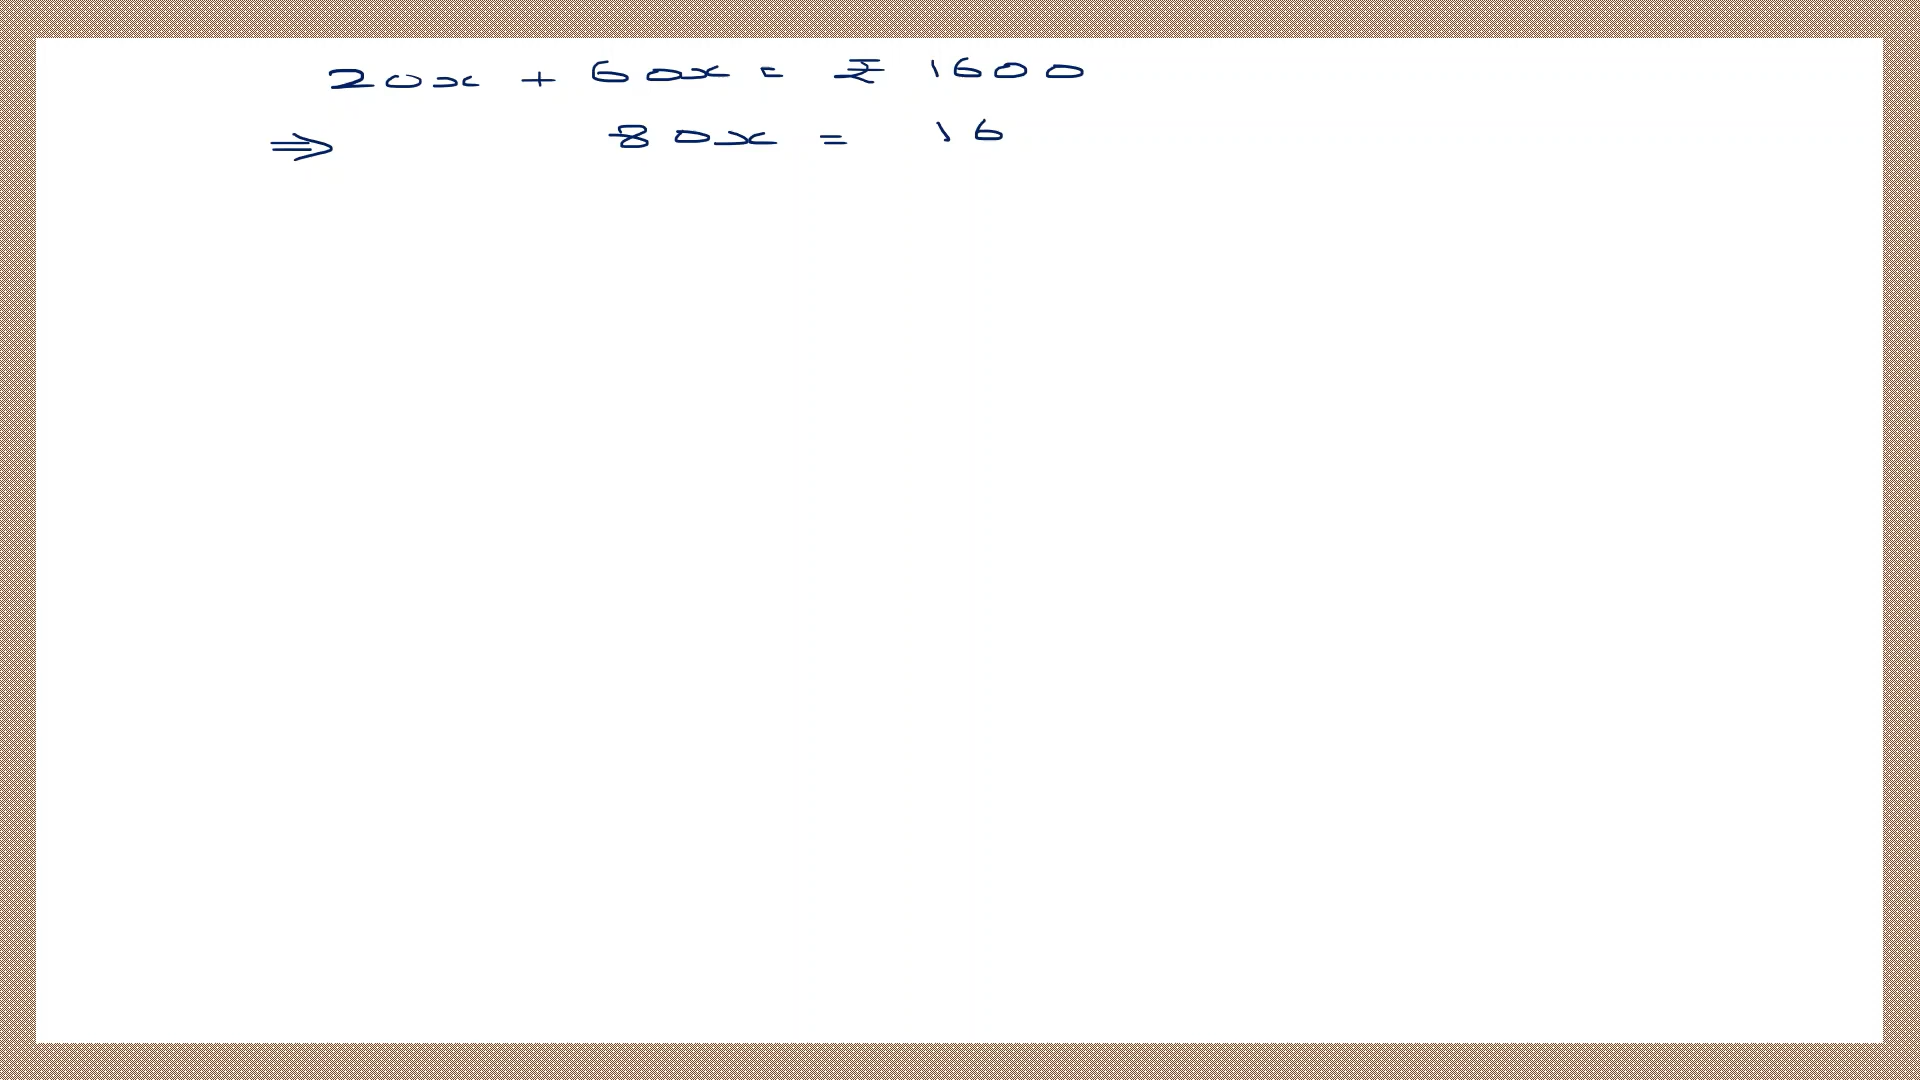 20x + 60x = ₹ 1600
⇒ 80x = 16